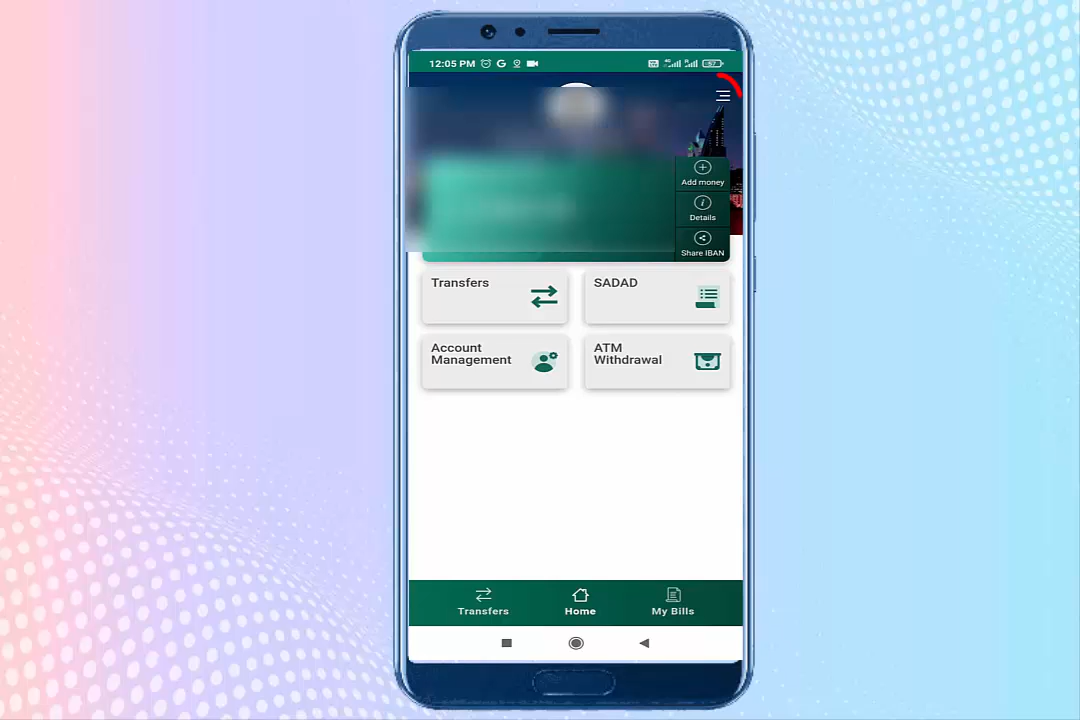 12:05 PM
Add money
Details
Share IBAN
Transfers
SADAD
Account
Management
ATM
Withdrawal
Transfers
Home
My Bills